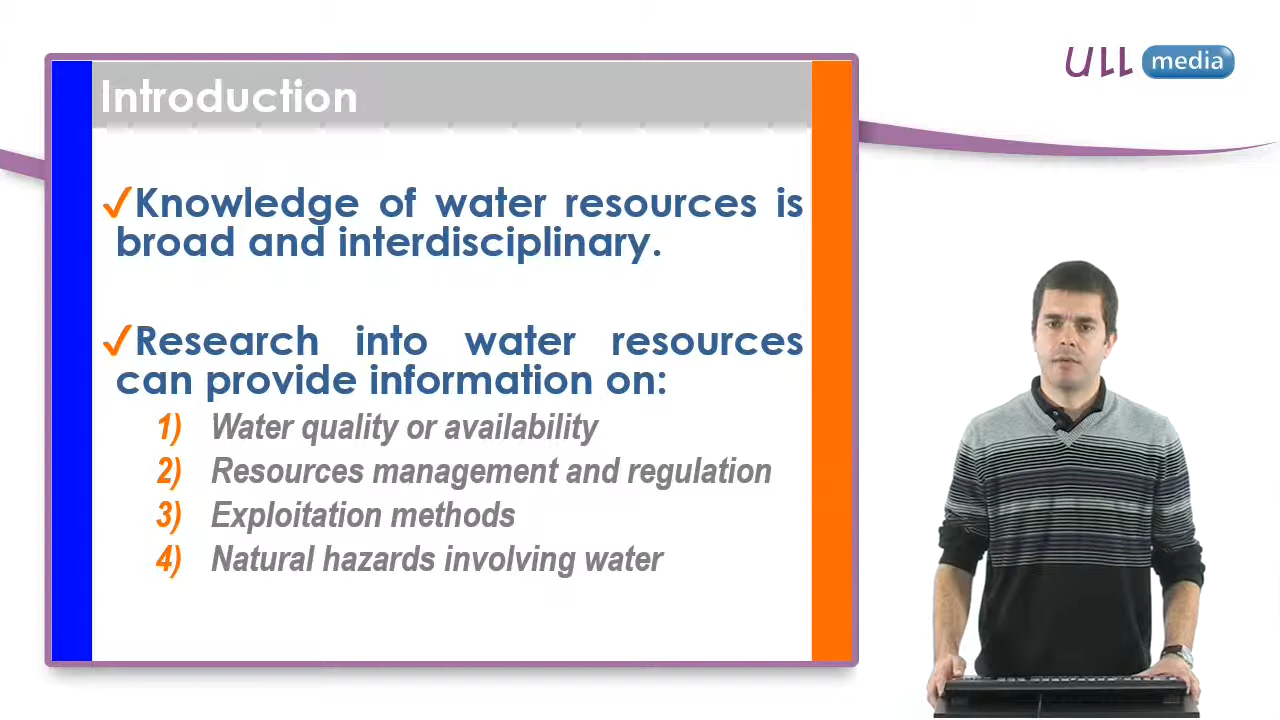 ULL media
Introduction
✓Knowledge of water resources is
broad and interdisciplinary.
✓Research into water resources
can provide information on:
1) Water quality or availability
2) Resources management and regulation
3) Exploitation methods
4) Natural hazards involving water